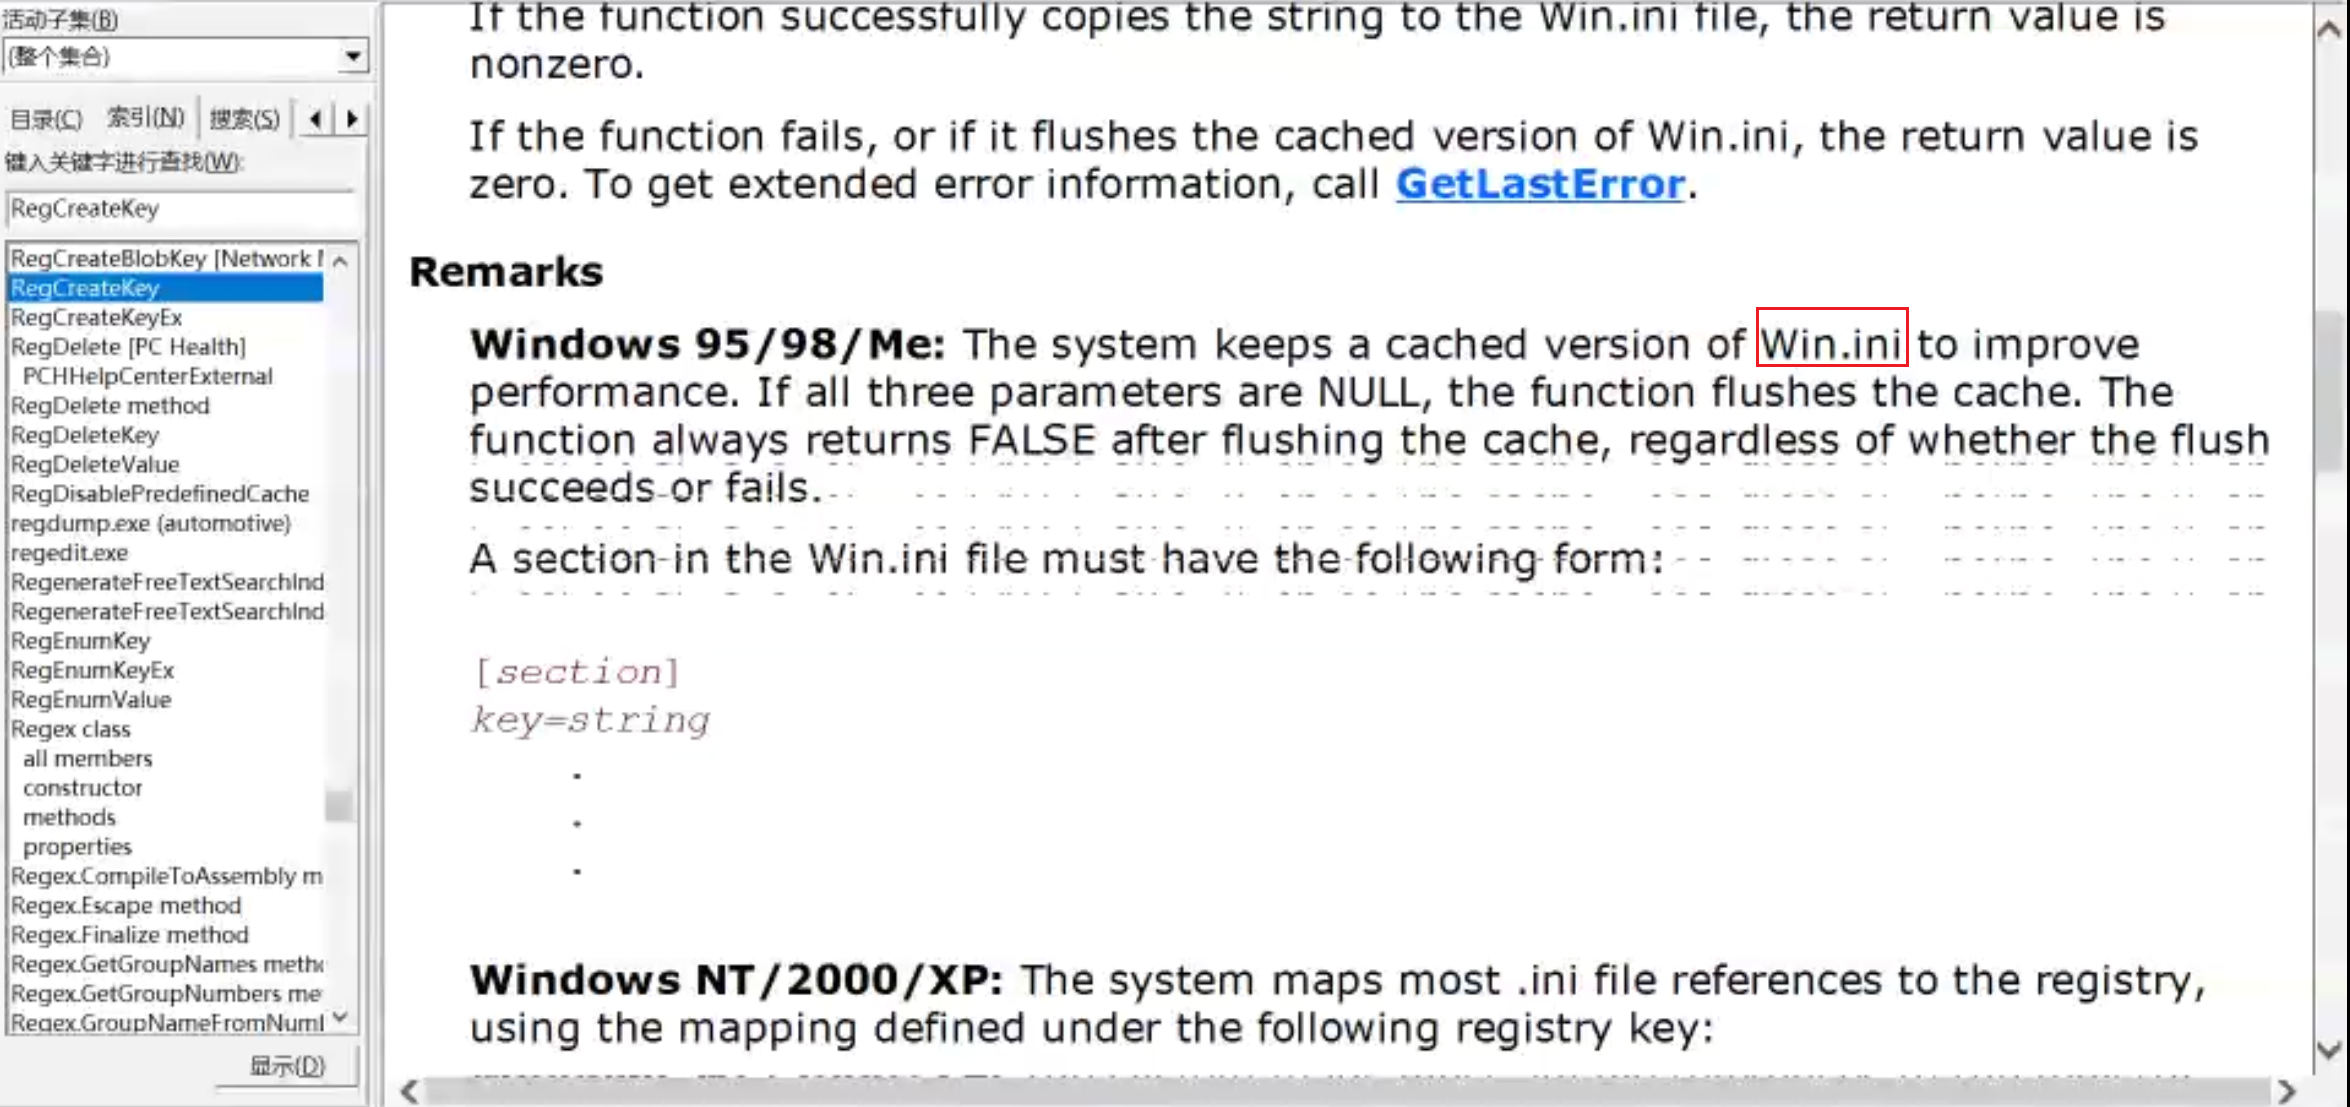 活动子集(B)
(整个集合)
目录(C) 索引(N) 搜索(S)
键入关键字进行查找(W):
RegCreateKey
RegCreateBlobKey [Network
RegCreateKey
RegCreateKeyEx
RegDelete [PC Health]
PCHHelpCenterExternal
RegDelete method
RegDeleteKey
RegDeleteValue
RegDisablePredefinedCache
regdump.exe (automotive)
regedit.exe
RegenerateFreeTextSearchInd
RegenerateFreeTextSearchInd
RegEnumKey
RegEnumKeyEx
RegEnumValue
Regex class
all members
constructor
methods
properties
Regex.CompileToAssembly m
Regex.Escape method
Regex.Finalize method
Regex.GetGroupNames meth
Regex.GetGroupNumbers me
Regex.GroupNameFromNum
显示(D)
If the function successfully copies the string to the Win.ini file, the return value is
nonzero.
If the function fails, or if it flushes the cached version of Win.ini, the return value is
zero. To get extended error information, call GetLastError.
Remarks
Windows 95/98/Me: The system keeps a cached version of Win.ini to improve
performance. If all three parameters are NULL, the function flushes the cache. The
function always returns FALSE after flushing the cache, regardless of whether the flush
succeeds or fails.
A section in the Win.ini file must have the following form:
[section]
key=string
.
.
.
Windows NT/2000/XP: The system maps most .ini file references to the registry,
using the mapping defined under the following registry key: